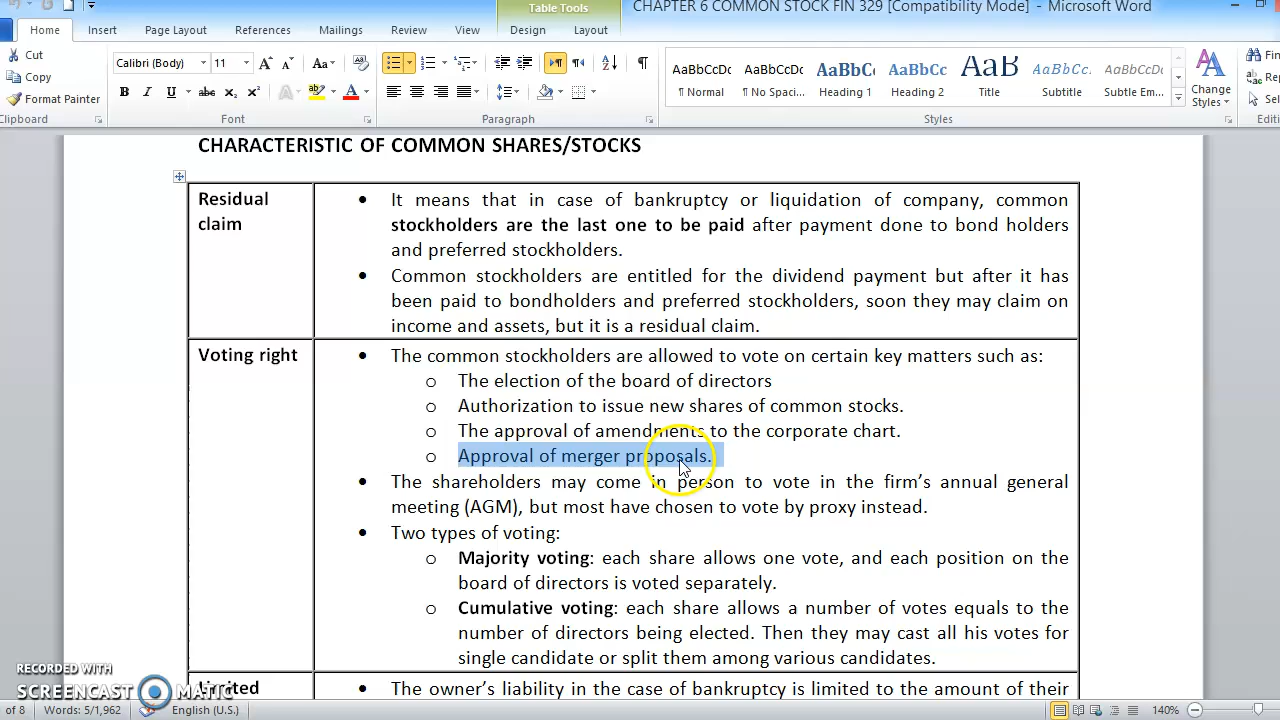 CHAPTER 6 COMMON STOCK FIN 329 [Compatibility Mode] - Microsoft Word
Table Tools
Home Insert Page Layout References Mailings Review View Design Layout
Cut
Copy
Format Painter
Clipboard
Calibri (Body) 11
Font
Paragraph
AaBbCcDc AaBbCcDc AaBbC AaBbCc AaB AaBbCc. AaBbCcDc
¶ Normal ¶ No Spaci... Heading 1 Heading 2 Title Subtitle Subtle Em...
Change
Styles
Styles
CHARACTERISTIC OF COMMON SHARES/STOCKS
Residual
claim
• It means that in case of bankruptcy or liquidation of company, common
stockholders are the last one to be paid after payment done to bond holders
and preferred stockholders.
• Common stockholders are entitled for the dividend payment but after it has
been paid to bondholders and preferred stockholders, soon they may claim on
income and assets, but it is a residual claim.
Voting right
• The common stockholders are allowed to vote on certain key matters such as:
o The election of the board of directors
o Authorization to issue new shares of common stocks.
o The approval of amendments to the corporate chart.
o Approval of merger proposals.
• The shareholders may come in person to vote in the firm's annual general
meeting (AGM), but most have chosen to vote by proxy instead.
• Two types of voting:
o Majority voting: each share allows one vote, and each position on the
board of directors is voted separately.
o Cumulative voting: each share allows a number of votes equals to the
number of directors being elected. Then they may cast all his votes for
single candidate or split them among various candidates.
Limited
• The owner's liability in the case of bankruptcy is limited to the amount of their
RECORDED WITH
SCREENCAST MATIC
of 8 Words: 5/1,962 English (U.S.) 140%